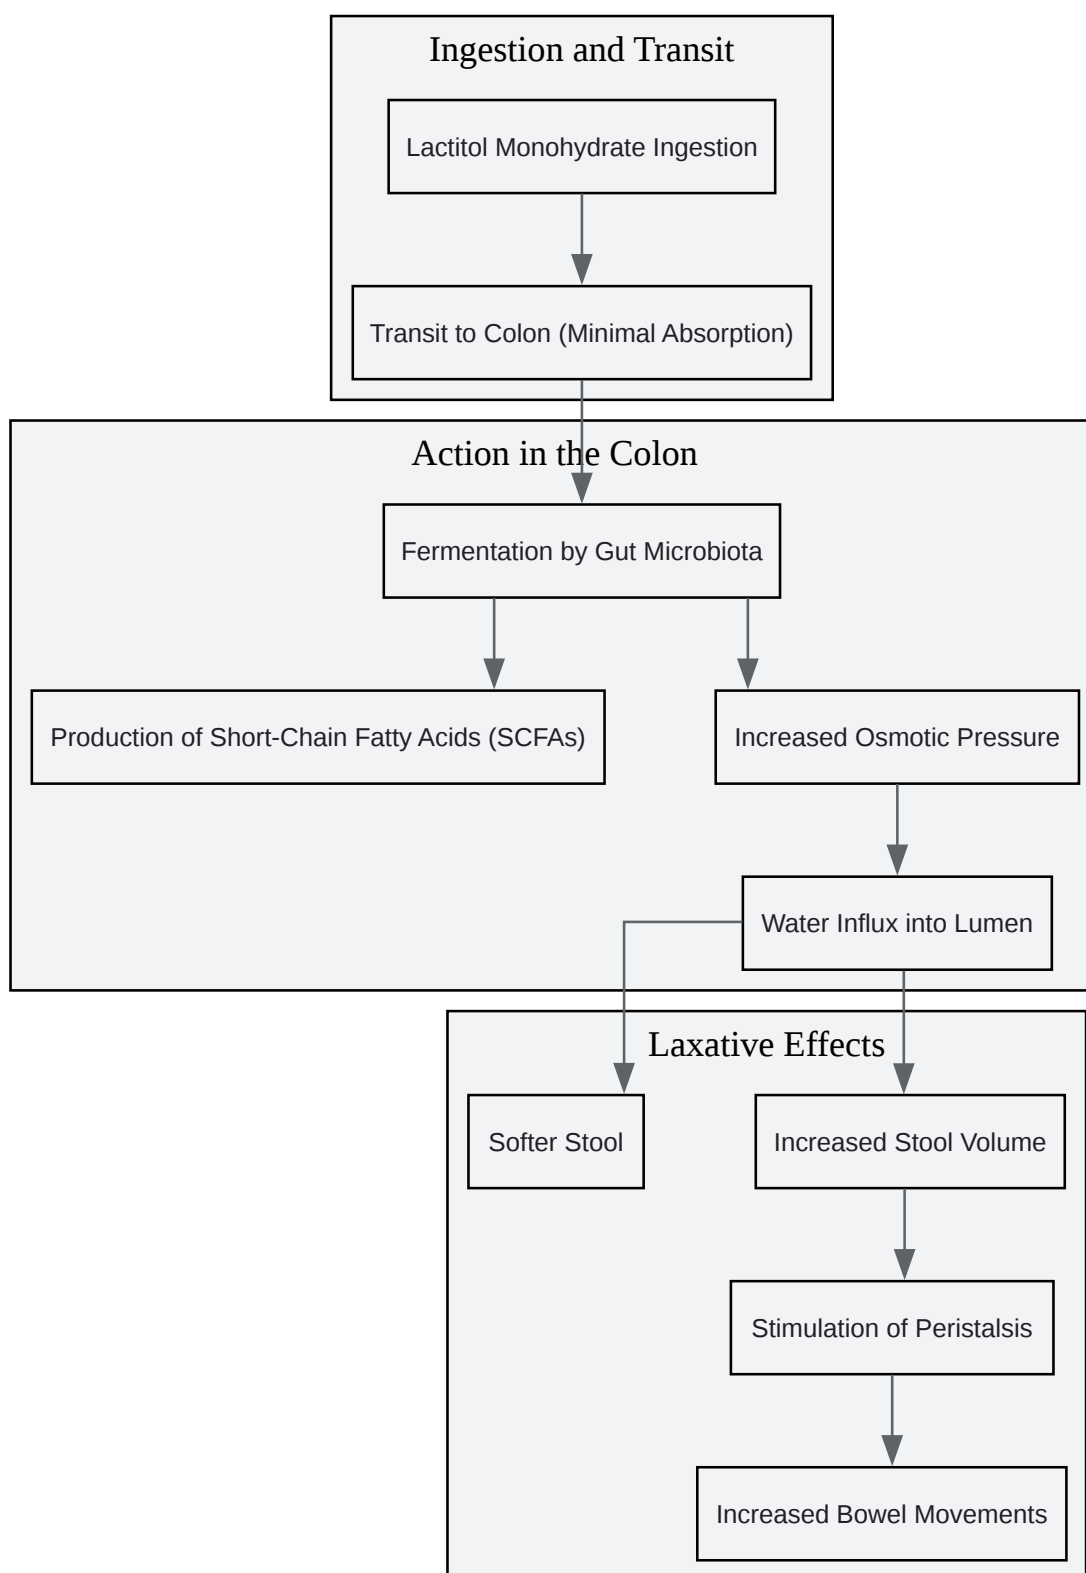 Ingestion and Transit
Lactitol Monohydrate Ingestion
Transit to Colon (Minimal Absorption)
Action in the Colon
Fermentation by Gut Microbiota
Production of Short-Chain Fatty Acids (SCFAs)
Increased Osmotic Pressure
Water Influx into Lumen
Laxative Effects
Softer Stool
Increased Stool Volume
Stimulation of Peristalsis
Increased Bowel Movements